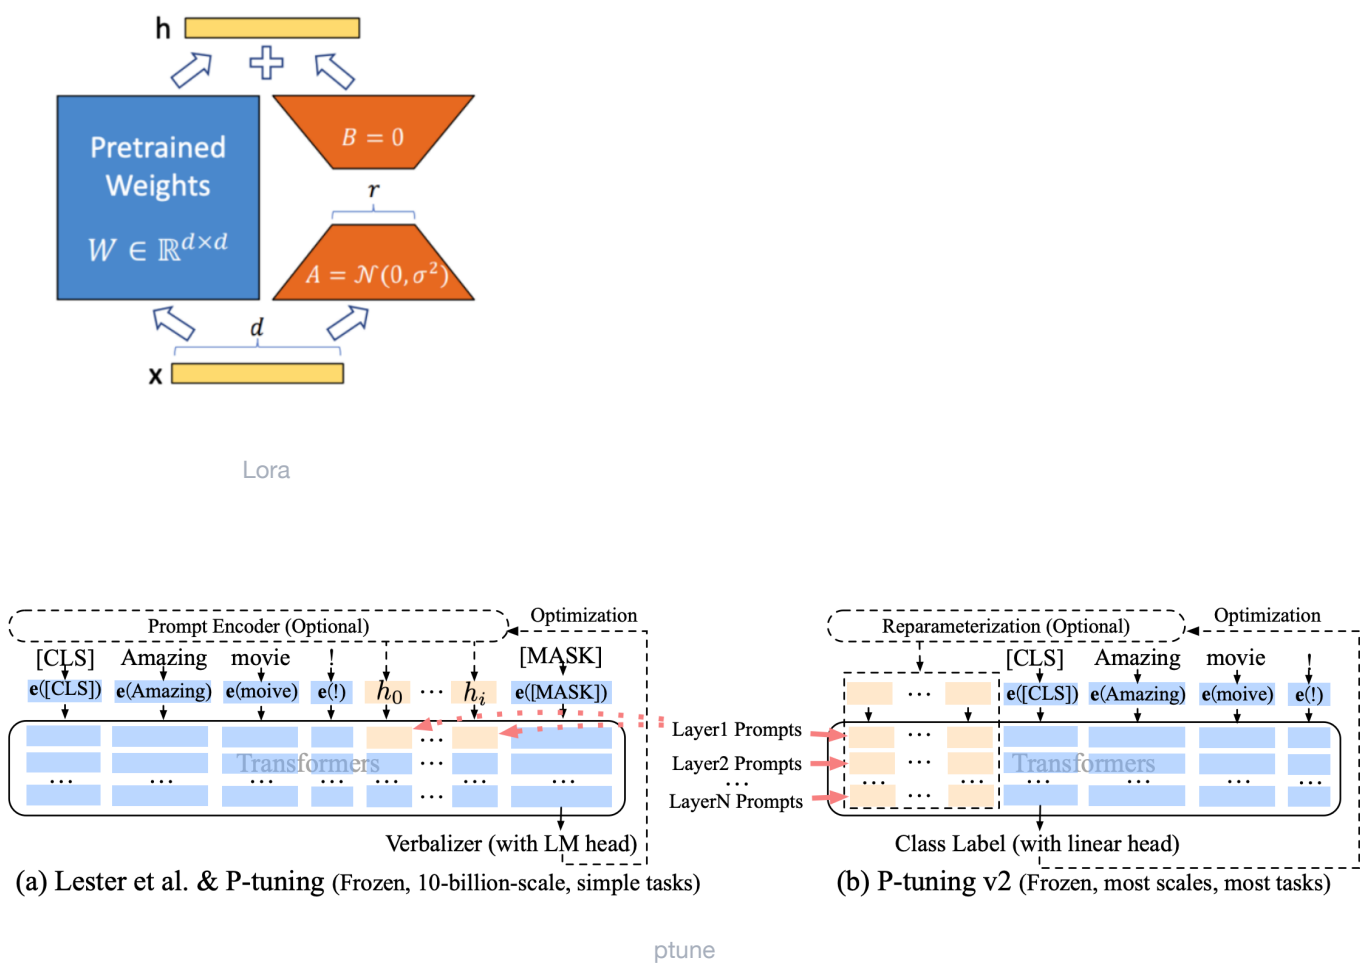 h
Pretrained
Weights
W ∈ ℝ^{d×d}
B = 0
r
A = 𝒩(0, σ²)
d
x
Lora
Prompt Encoder (Optional)
Optimization
[CLS] Amazing movie ! [MASK]
e([CLS]) e(Amazing) e(moive) e(!) h₀ ⋯ hᵢ e([MASK])
Transformers
Verbalizer (with LM head)
(a) Lester et al. & P-tuning (Frozen, 10-billion-scale, simple tasks)
Layer1 Prompts
Layer2 Prompts
⋯
LayerN Prompts
Reparameterization (Optional)
Optimization
[CLS] Amazing movie !
e([CLS]) e(Amazing) e(moive) e(!)
Transformers
Class Label (with linear head)
(b) P-tuning v2 (Frozen, most scales, most tasks)
ptune